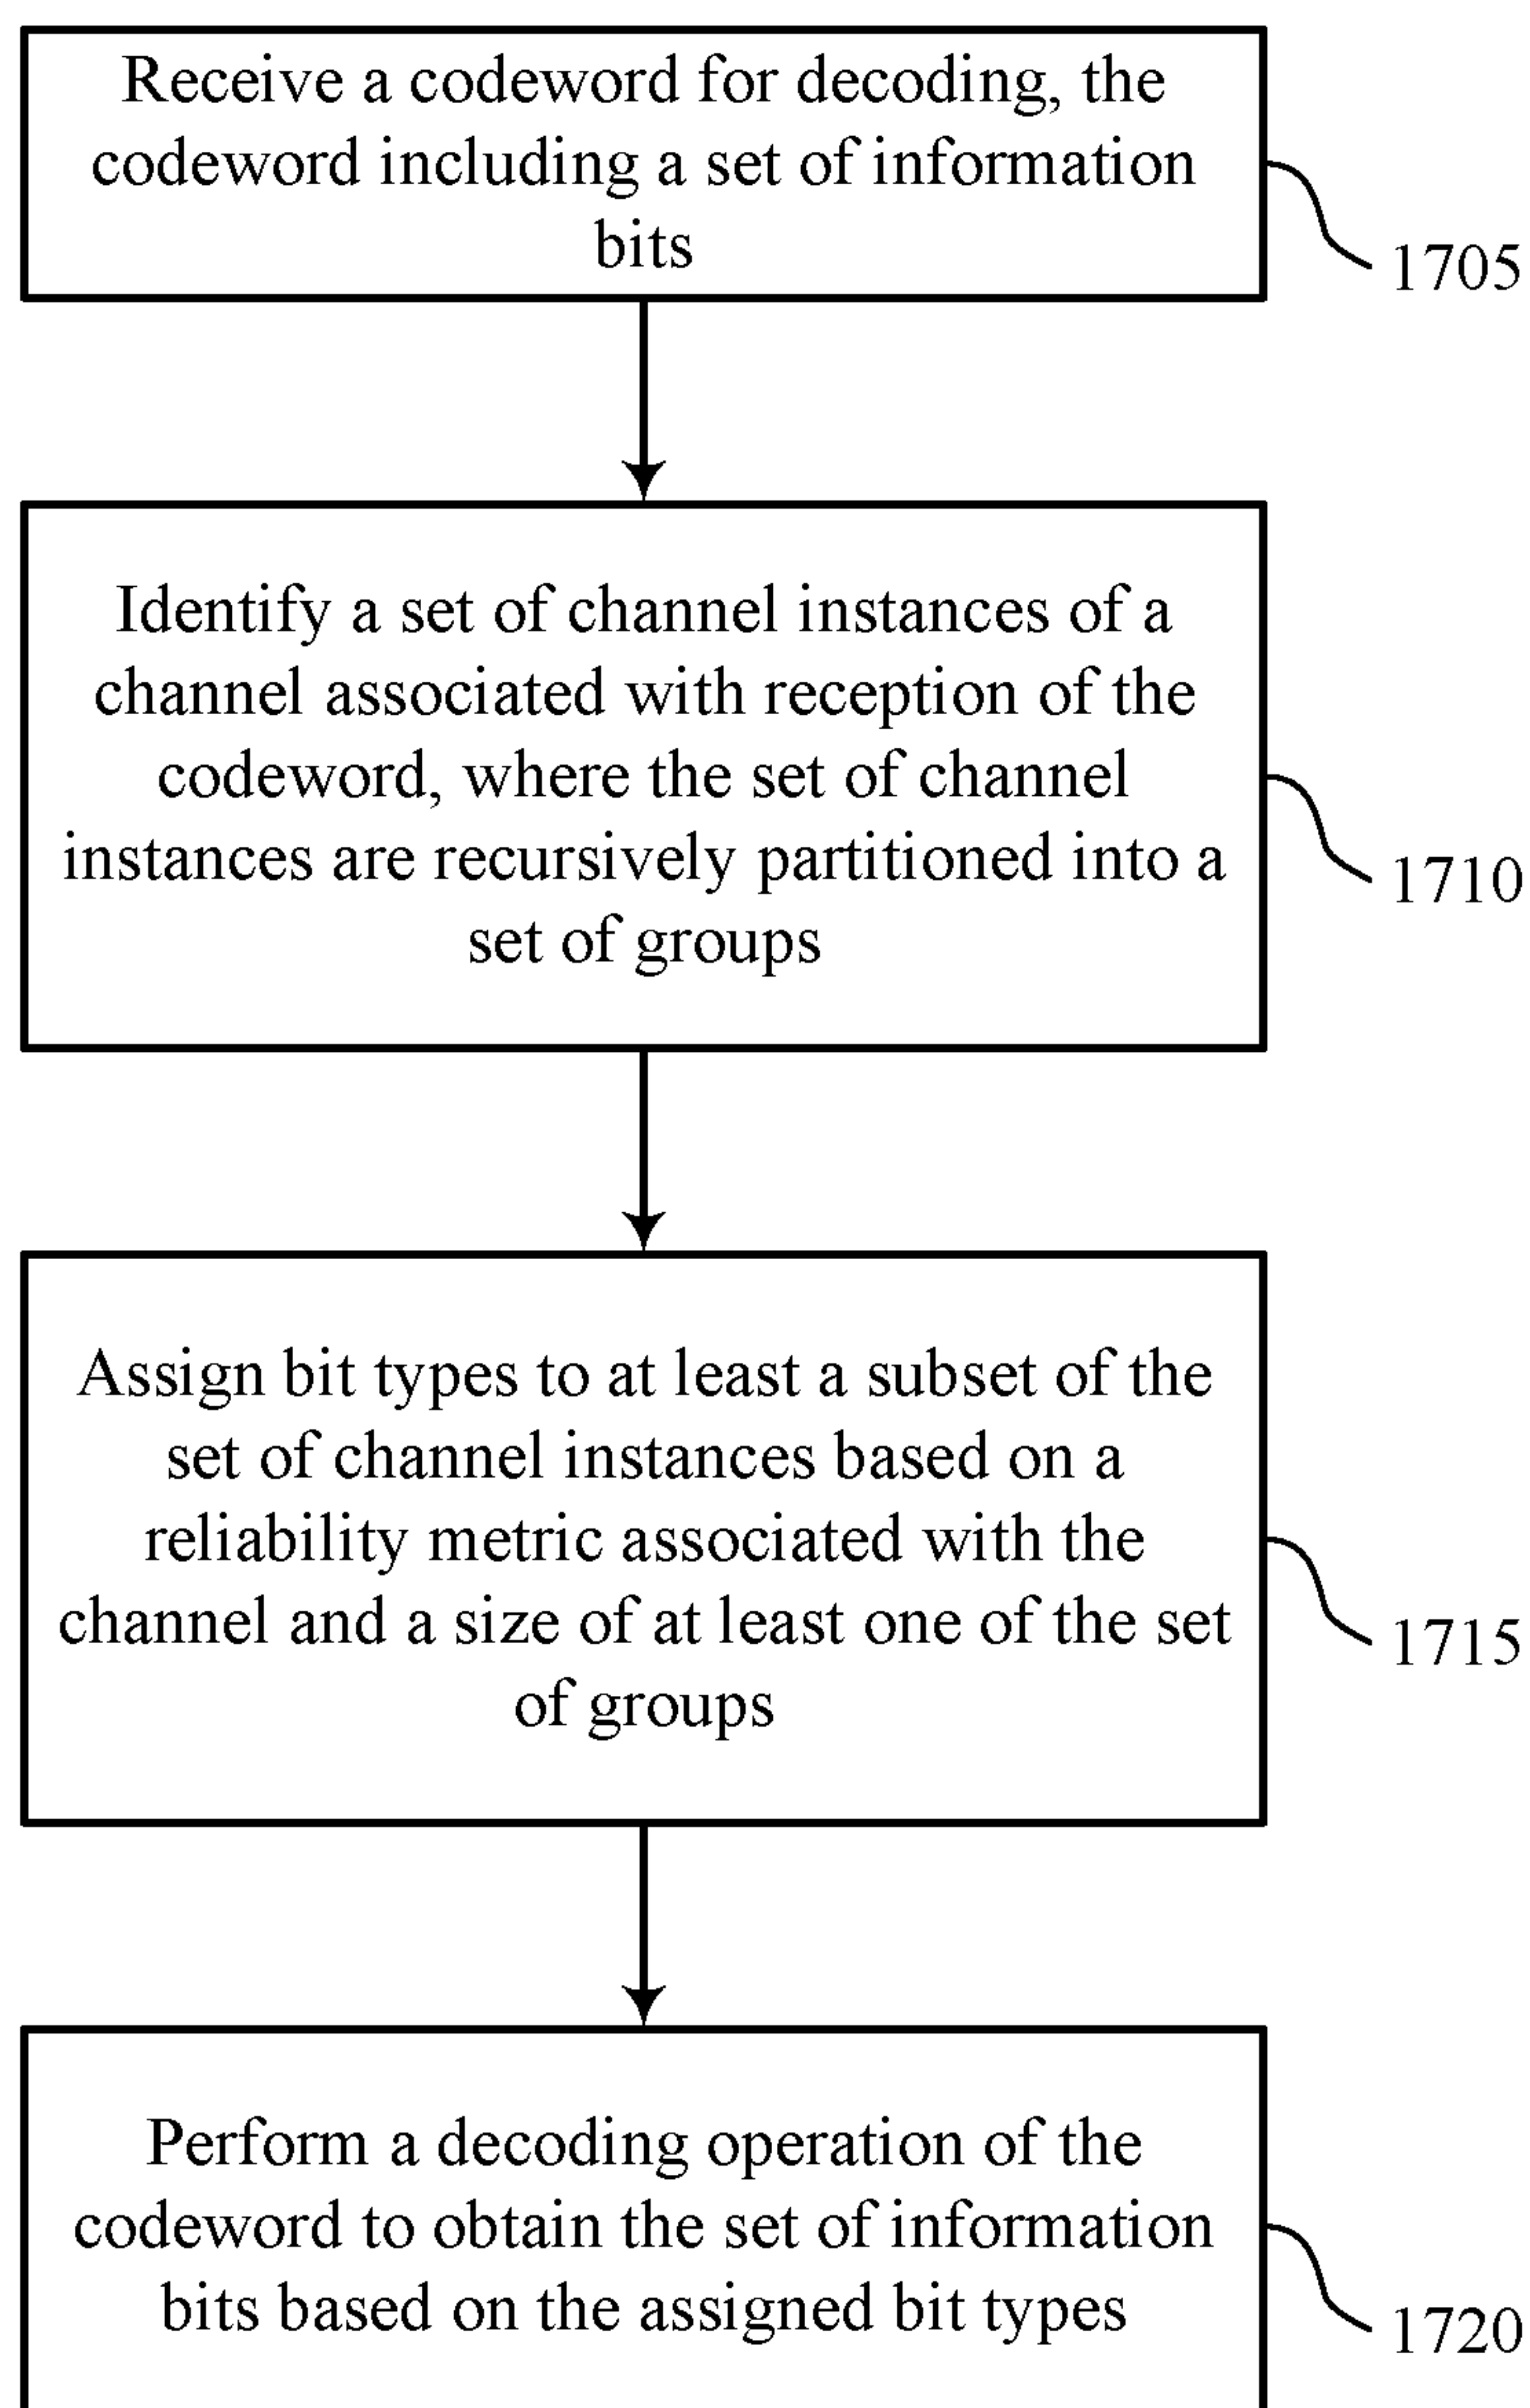 Receive a codeword for decoding, the
codeword including a set of information
bits
1705
Identify a set of channel instances of a
channel associated with reception of the
codeword, where the set of channel
instances are recursively partitioned into a
set of groups
1710
Assign bit types to at least a subset of the
set of channel instances based on a
reliability metric associated with the
channel and a size of at least one of the set
of groups
1715
Perform a decoding operation of the
codeword to obtain the set of information
bits based on the assigned bit types
1720